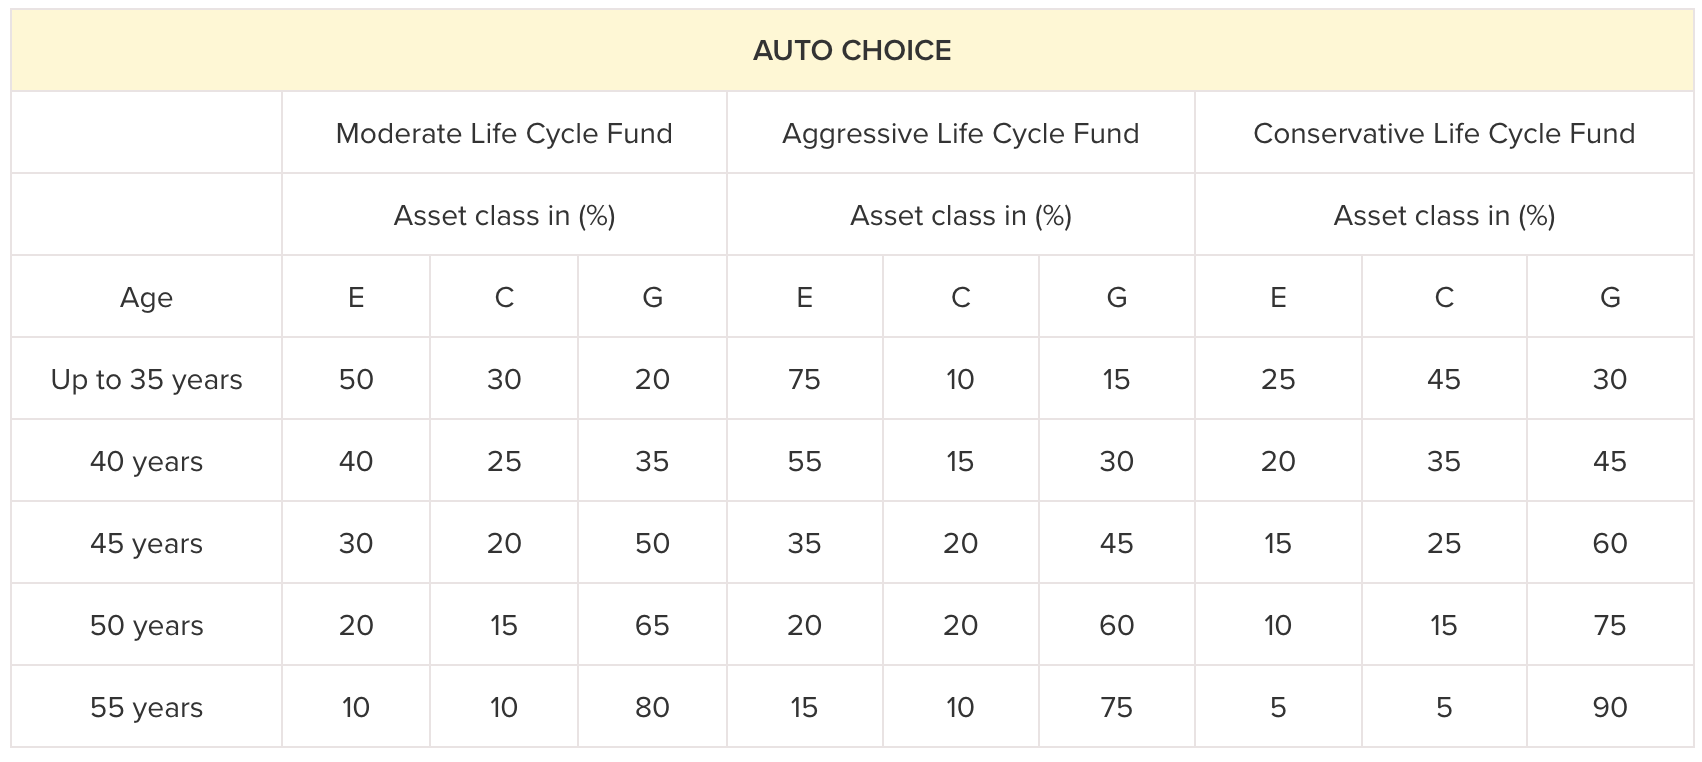 AUTO CHOICE
Moderate Life Cycle Fund Aggressive Life Cycle Fund Conservative Life Cycle Fund
Asset class in (%) Asset class in (%) Asset class in (%)
Age E C G E C G E C G
Up to 35 years 50 30 20 75 10 15 25 45 30
40 years 40 25 35 55 15 30 20 35 45
45 years 30 20 50 35 20 45 15 25 60
50 years 20 15 65 20 20 60 10 15 75
55 years 10 10 80 15 10 75 5 5 90